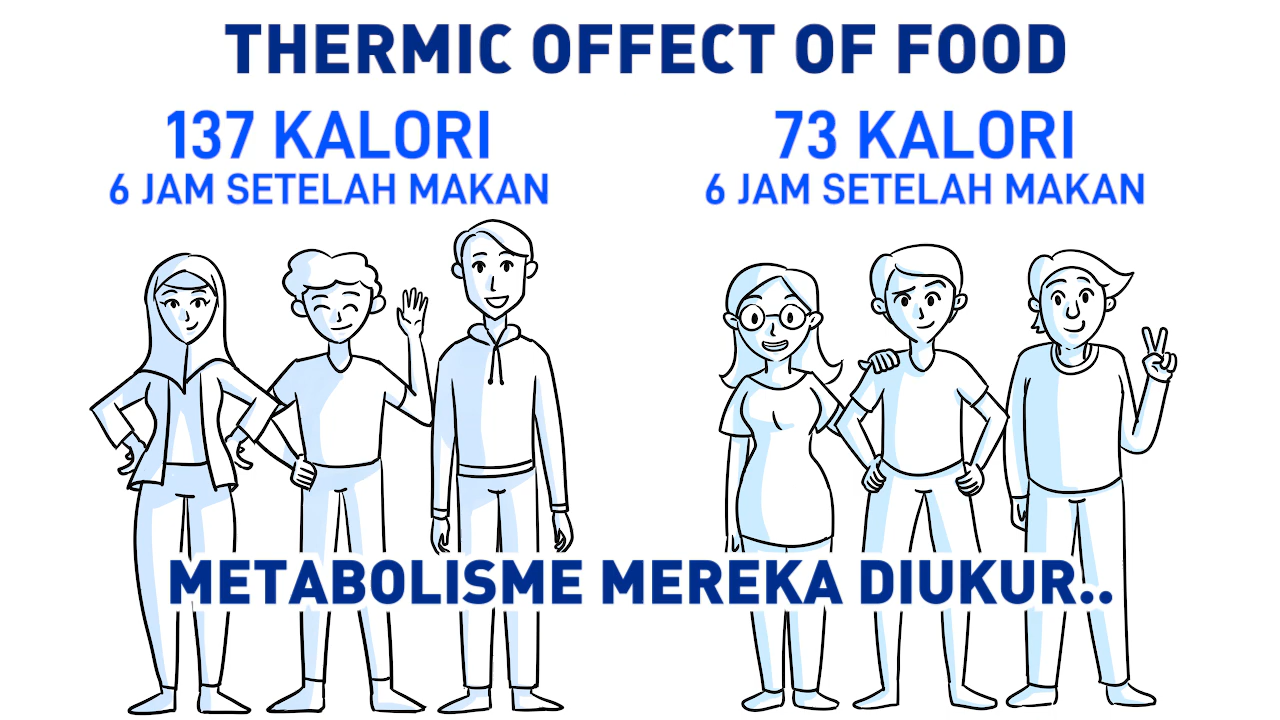 THERMIC OFFECT OF FOOD
137 KALORI
6 JAM SETELAH MAKAN
73 KALORI
6 JAM SETELAH MAKAN
METABOLISME MEREKA DIUKUR..